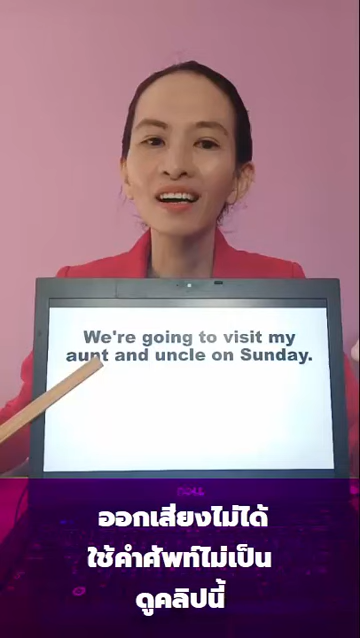 We're going to visit my
aunt and uncle on Sunday.
DELL
ออกเสียงไม่ได้
ใช้คำศัพท์ไม่เป็น
ดูคลิปนี้